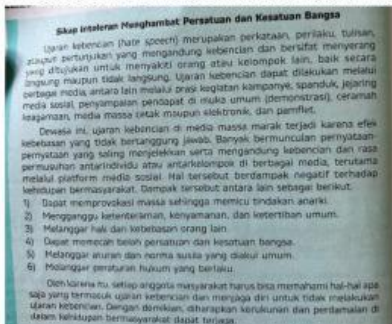 Sikap Intoleran Menghambat Persatuan dan Kesatuan Bangsa
Ujaran kebencian (hate speech) merupakan perkataan, perilaku, tulisan,
ataupun pertunjukan yang mengandung kebencian dan bersifat menyerang
yang ditujukan untuk menyakiti orang atau kelompok lain, baik secara
langsung maupun tidak langsung. Ujaran kebencian dapat dilakukan melalui
berbagai media, antara lain melalui orasi kegiatan kampanye, spanduk, jejaring
media sosial, penyampaian pendapat di muka umum (demonstrasi), ceramah
keagamaan, media massa cetak maupun elektronik, dan pamflet.
Dewasa ini, ujaran kebencian di media massa marak terjadi karena efek
kebebasan yang tidak bertanggung jawab. Banyak bermunculan pernyataan-
pernyataan yang saling menjelekkan serta mengandung kebencian dan rasa
permusuhan antarindividu atau antarkelompok di berbagai media, terutama
melalui platform media sosial. Hal tersebut berdampak negatif terhadap
kehidupan bermasyarakat. Dampak tersebut antara lain sebagai berikut.
1) Dapat memprovokasi massa sehingga memicu tindakan anarki.
2) Mengganggu ketenteraman, kenyamanan, dan ketertiban umum.
3) Melanggar hak dan kebebasan orang lain.
4) Dapat memecah belah persatuan dan kesatuan bangsa.
5) Melanggar aturan dan norma susila yang diakui umum.
6) Melanggar peraturan hukum yang berlaku.
Oleh karena itu, setiap anggota masyarakat harus bisa memahami hal-hal apa
saja yang termasuk ujaran kebencian dan menjaga diri untuk tidak melakukan
ujaran kebencian. Dengan demikian, diharapkan kerukunan dan perdamaian di
dalam kehidupan bermasyarakat dapat terjaga.